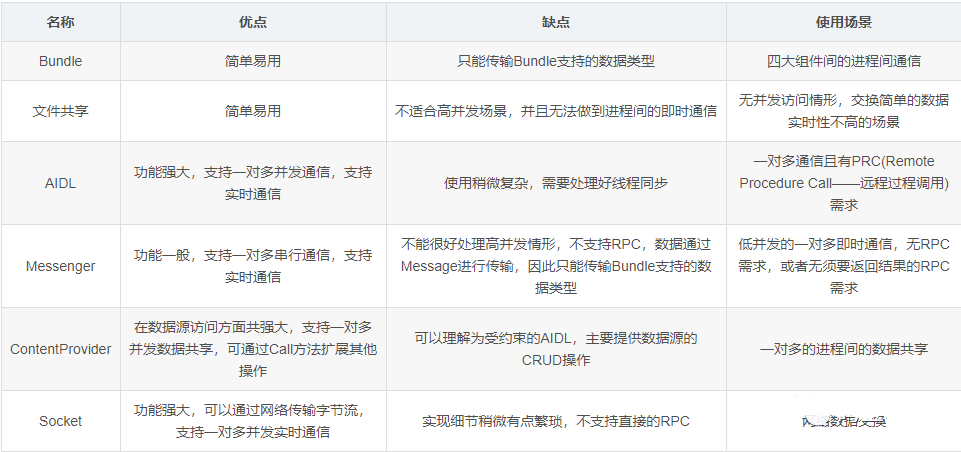 名称 优点 缺点 使用场景
Bundle 简单易用 只能传输Bundle支持的数据类型 四大组件间的进程间通信
文件共享 简单易用 不适合高并发场景，并且无法做到进程间的即时通信 无并发访问情形，交换简单的数据
实时性不高的场景
AIDL 功能强大，支持一对多并发通信，支持
实时通信
使用稍微复杂，需要处理好线程同步
一对多通信且有PRC(Remote
Procedure Call——远程过程调用)
需求
Messenger 功能一般，支持一对多串行通信，支持
实时通信
不能很好处理高并发情形，不支持RPC，数据通过
Message进行传输，因此只能传输Bundle支持的数
据类型
低并发的一对多即时通信，无RPC
需求，或者无须要返回结果的RPC
需求
ContentProvider 在数据源访问方面共强大，支持一对多
并发数据共享，可通过Call方法扩展其他
操作
可以理解为受约束的AIDL，主要提供数据源的
CRUD操作
一对多的进程间的数据共享
Socket 功能强大，可以通过网络传输字节流，
支持一对多并发实时通信
实现细节稍微有点繁琐，不支持直接的RPC
数据交换